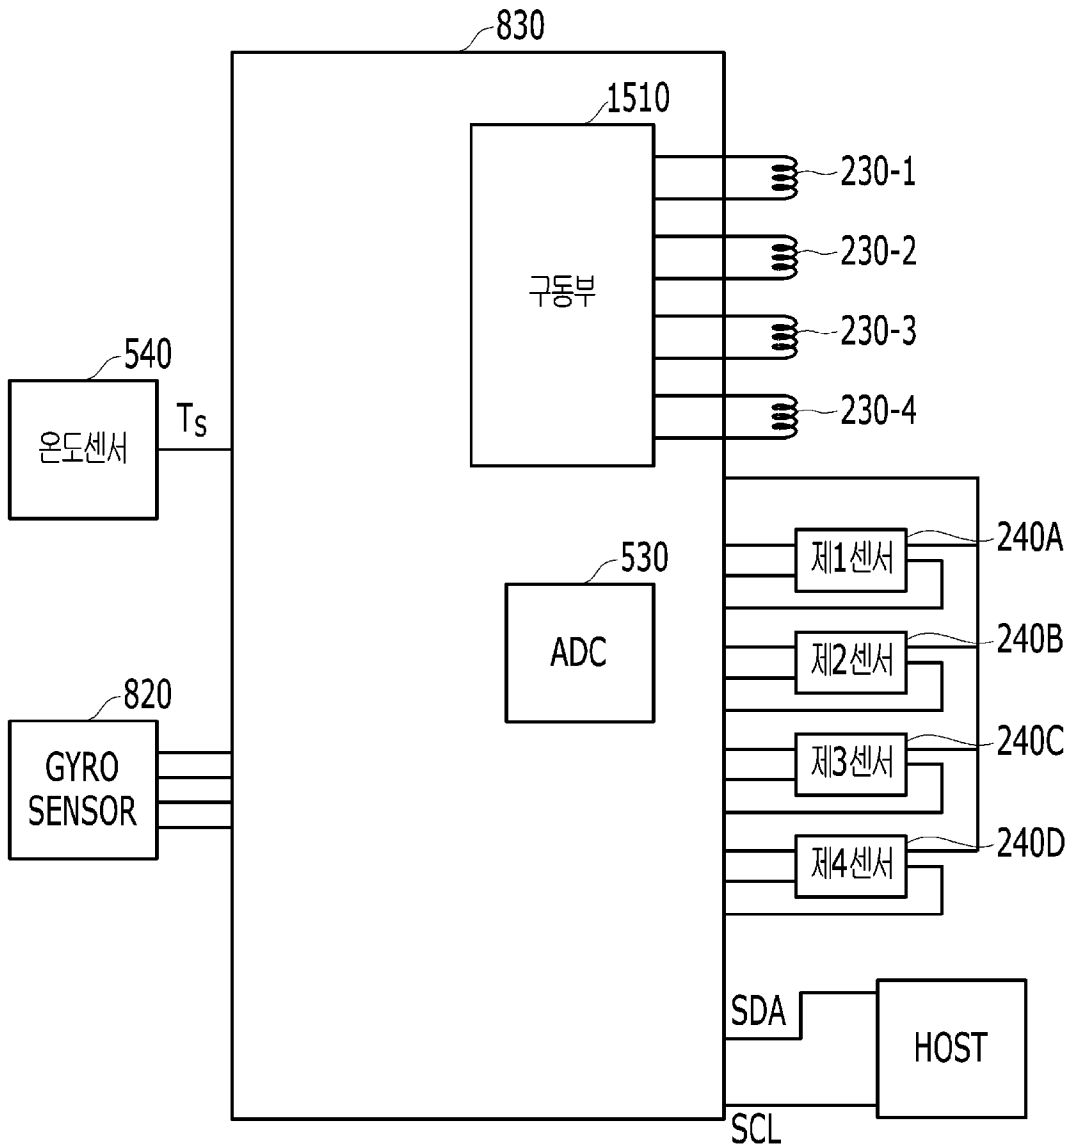 830
1510
230-1
230-2
구동부
230-3
540
230-4
온도센서
Ts
240A
제1센서
530
ADC
240B
제2센서
820
GYRO
SENSOR
240C
제3센서
240D
제4센서
SDA
HOST
SCL